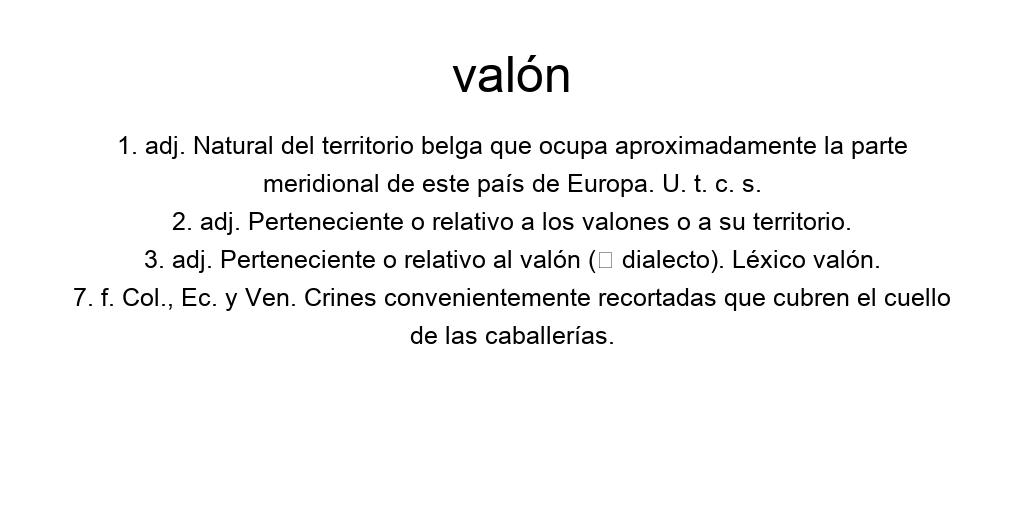 valón
1. adj. Natural del territorio belga que ocupa aproximadamente la parte
meridional de este país de Europa. U. t. c. s.
2. adj. Perteneciente o relativo a los valones o a su territorio.
3. adj. Perteneciente o relativo al valón (□ dialecto). Léxico valón.
7. f. Col., Ec. y Ven. Crines convenientemente recortadas que cubren el cuello
de las caballerías.